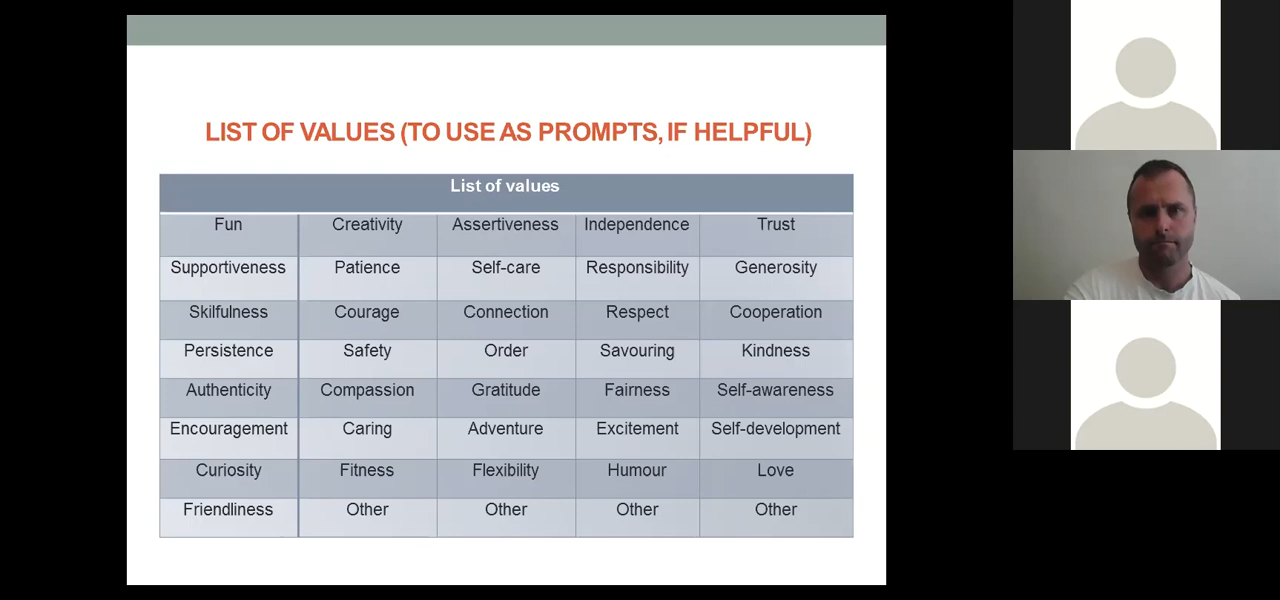 LIST OF VALUES (TO USE AS PROMPTS, IF HELPFUL)
List of values
Fun Creativity Assertiveness Independence Trust
Supportiveness Patience Self-care Responsibility Generosity
Skilfulness Courage Connection Respect Cooperation
Persistence Safety Order Savouring Kindness
Authenticity Compassion Gratitude Fairness Self-awareness
Encouragement Caring Adventure Excitement Self-development
Curiosity Fitness Flexibility Humour Love
Friendliness Other Other Other Other